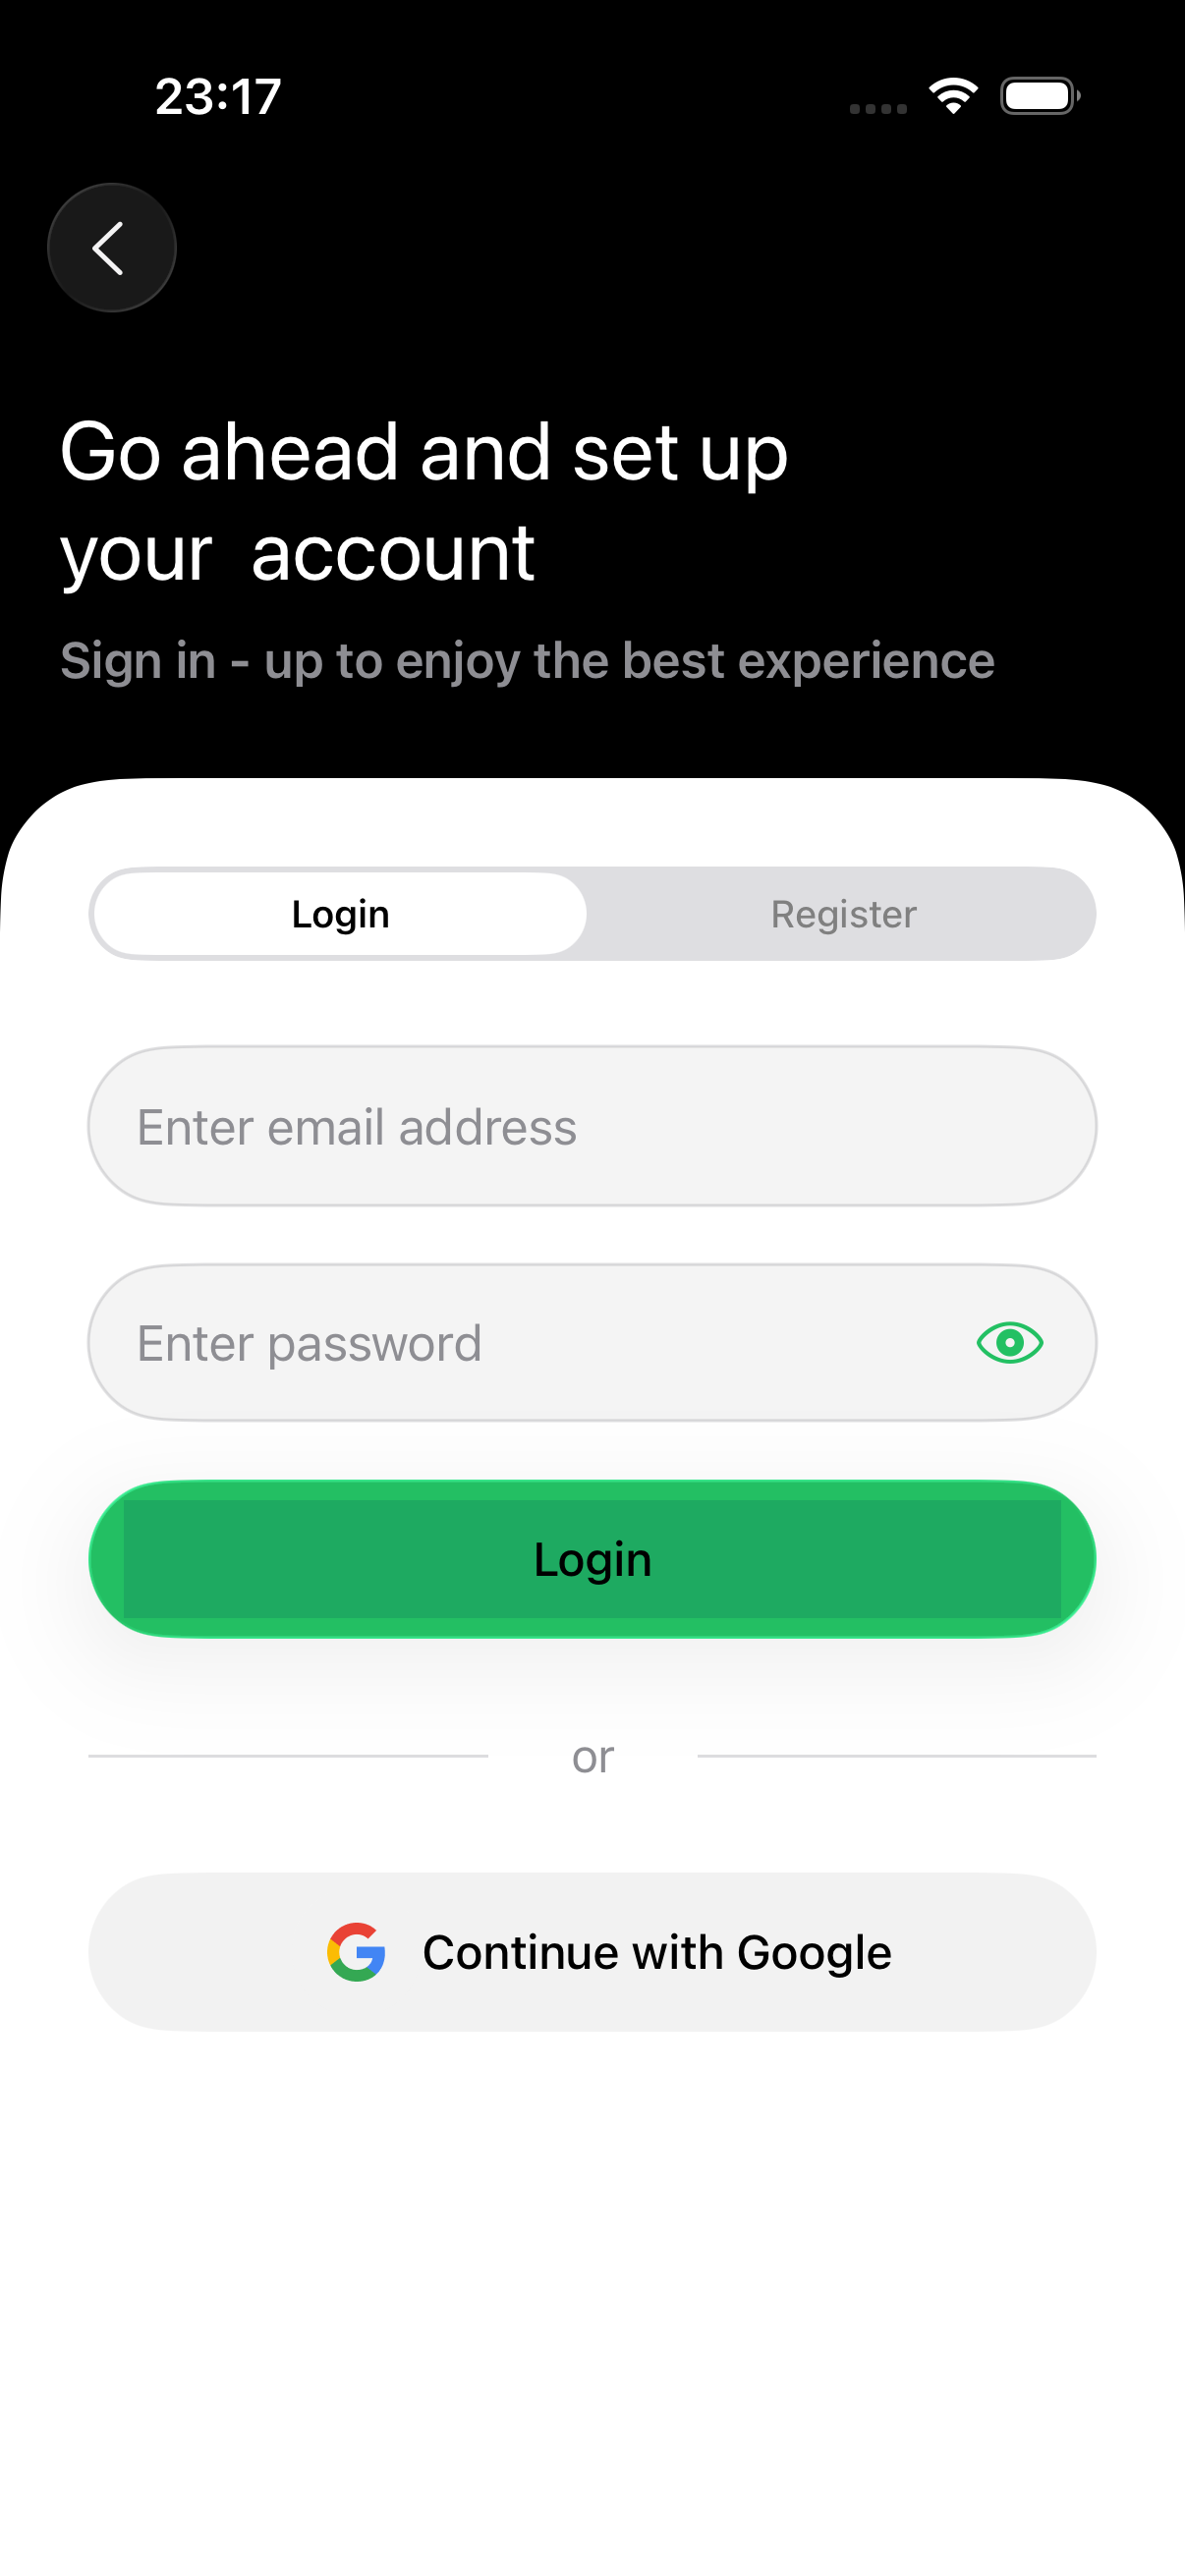 23:17
Go ahead and set up
your  account
Sign in - up to enjoy the best experience
Login
Register
Enter email address
Enter password
Login
or
Continue with Google